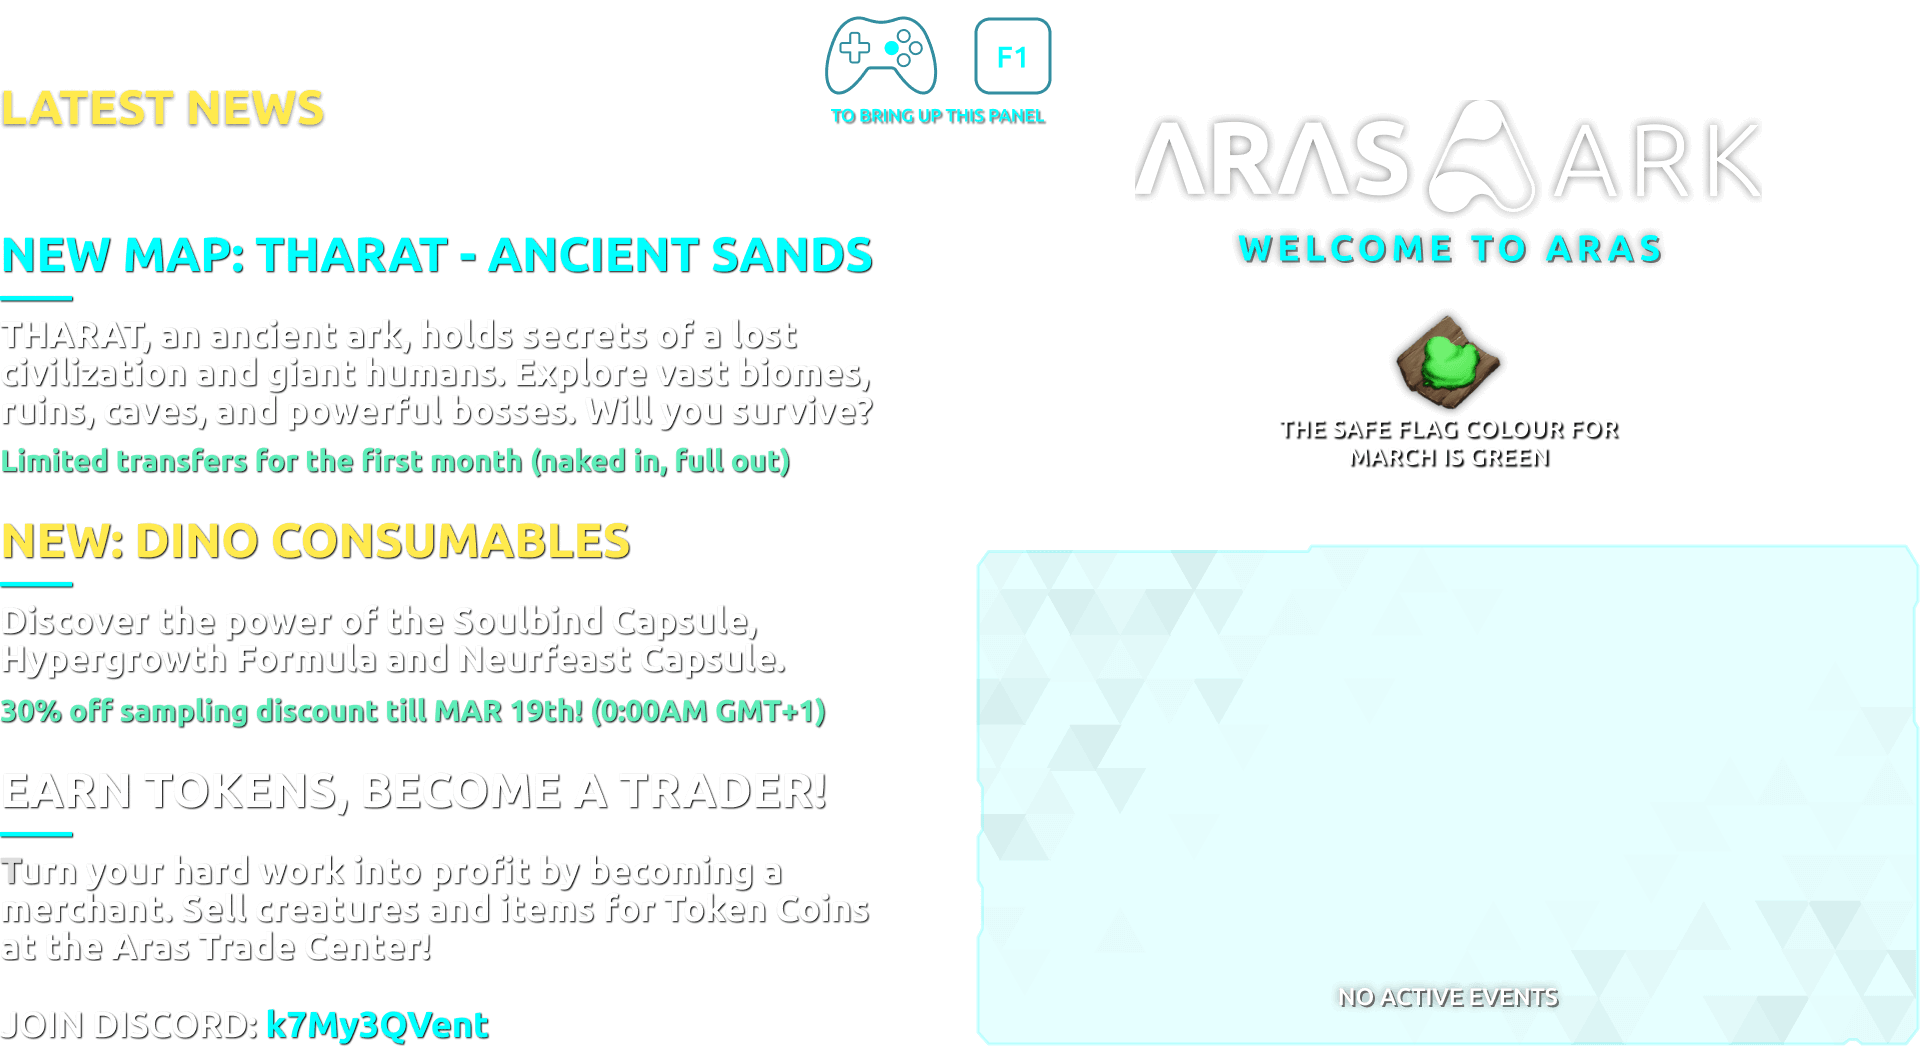 F1
TO BRING UP THIS PANEL
LATEST NEWS
NEW MAP: THARAT - ANCIENT SANDS
THARAT, an ancient ark, holds secrets of a lost
civilization and giant humans. Explore vast biomes,
ruins, caves, and powerful bosses. Will you survive?
Limited transfers for the first month (naked in, full out)
NEW: DINO CONSUMABLES
Discover the power of the Soulbind Capsule,
Hypergrowth Formula and Neurfeast Capsule.
30% off sampling discount till MAR 19th! (0:00AM GMT+1)
EARN TOKENS, BECOME A TRADER!
Turn your hard work into profit by becoming a
merchant. Sell creatures and items for Token Coins
at the Aras Trade Center!
JOIN DISCORD: k7My3QVent
ARAS ARK
WELCOME TO ARAS
THE SAFE FLAG COLOUR FOR
MARCH IS GREEN
NO ACTIVE EVENTS